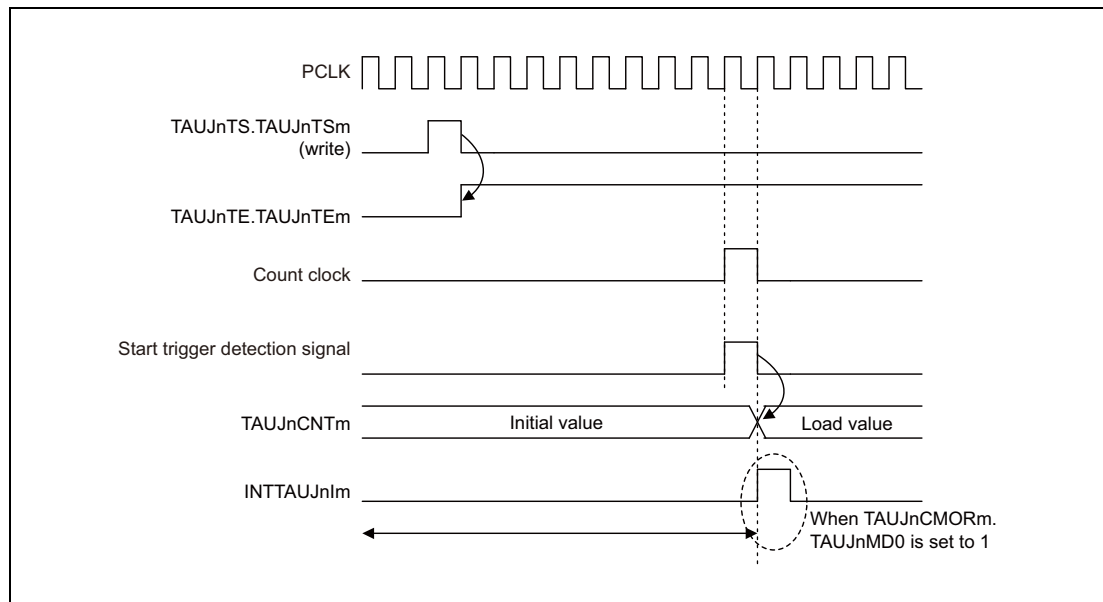 PCLK
TAUJnTS.TAUJnTSm
(write)
TAUJnTE.TAUJnTEm
Count clock
Start trigger detection signal
TAUJnCNTm
Initial value
Load value
INTTAUJnIm
When TAUJnCMORm.
TAUJnMD0 is set to 1